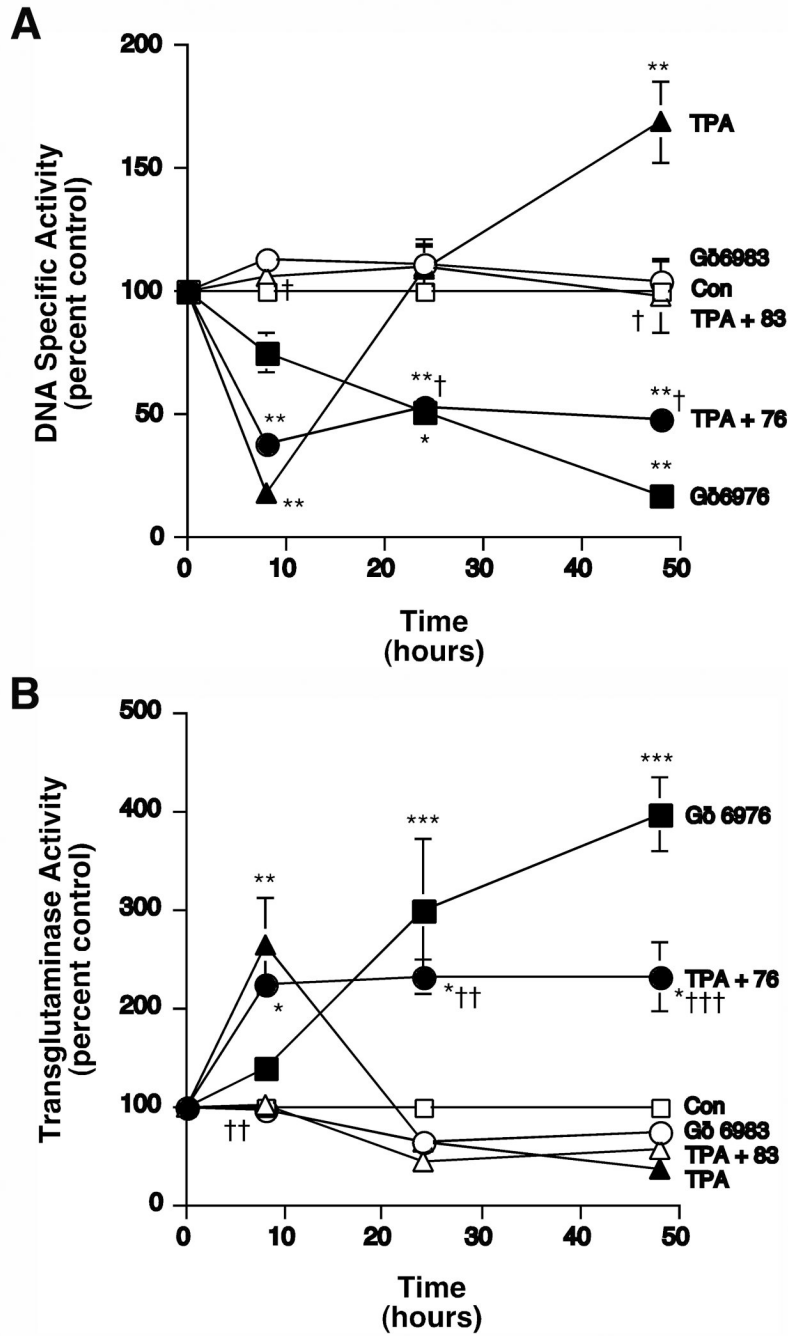 A
DNA Specific Activity
(percent control)
200
150
100
50
0
**
TPA
Gö6983
Con
TPA + 83
†
†
**
**†
**†
TPA + 76
*
**
**
Gö6976
0 10 20 30 40 50
Time
(hours)
B
Transglutaminase Activity
(percent control)
500
400
300
200
100
0
***
***
Gö 6976
**
TPA + 76
*
*††
*†††
Con
††
Gö 6983
TPA + 83
TPA
0 10 20 30 40 50
Time
(hours)